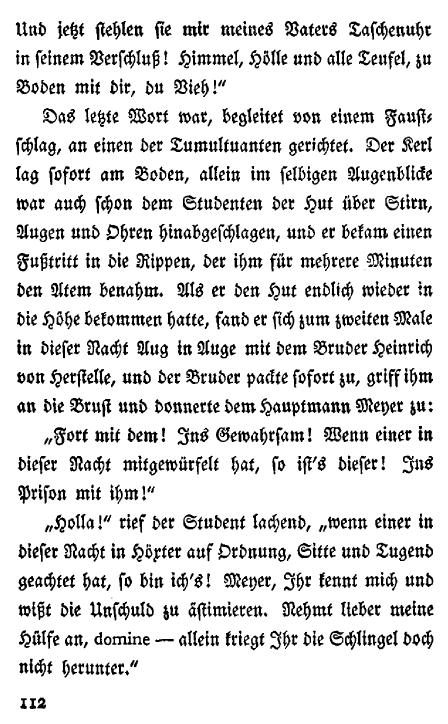 Und jetzt stehlen sie mir meines Vaters Taschenuhr
in seinem Verschluß! Himmel, Hölle und alle Teufel, zu
Boden mit dir, du Vieh!“
Das letzte Wort war, begleitet von einem Faust-
schlag, an einen der Tumultuanten gerichtet. Der Kerl
lag sofort am Boden, allein im selbigen Augenblicke
war auch schon dem Studenten der Hut über Stirn,
Augen und Ohren hinabgeschlagen, und er bekam einen
Fußtritt in die Rippen, der ihm für mehrere Minuten
den Atem benahm. Als er den Hut endlich wieder in
die Höhe bekommen hatte, fand er sich zum zweiten Male
in dieser Nacht Aug in Auge mit dem Bruder Heinrich
von Herstelle, und der Bruder packte sofort zu, griff ihm
an die Brust und donnerte dem Hauptmann Meyer zu:
„Fort mit dem! Ins Gewahrsam! Wenn einer in
dieser Nacht mitgewürfelt hat, so ist's dieser! Ins
Prison mit ihm!“
„Holla!“ rief der Student lachend, „wenn einer in
dieser Nacht in Höxter auf Ordnung, Sitte und Tugend
geachtet hat, so bin ich's! Meyer, Ihr kennt mich und
wißt die Unschuld zu ästimieren. Nehmt lieber meine
Hülfe an, domine — allein kriegt Ihr die Schlingel doch
nicht herunter.“
112